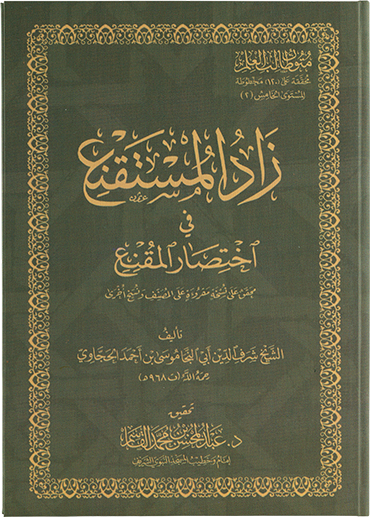 متون طالب العلم
محققة على (١٢٠) مخطوطة
المستوى الخامس (٢)
زاد المستقنع
في
اختصار المقنع
محقق على نسخة مقروءة على المصنف ونسخ أخرى
تأليف
الشيخ شرف الدين أبي النجا موسى بن أحمد الحجاوي
رحمه الله (ت ٩٦٨هـ)
تحقيق
د. عبد المحسن بن محمد القاسم
إمام وخطيب المسجد النبوي الشريف